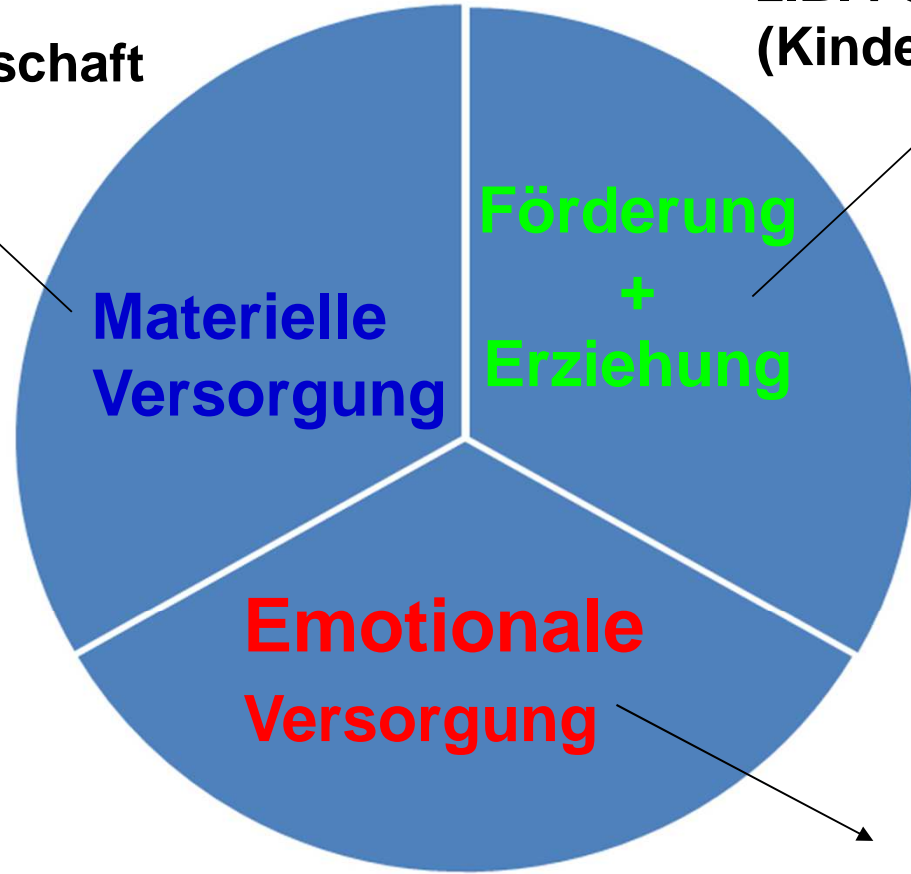 schaft
(Kinde
Materielle
Versorgung
Förderung
+
Erziehung
Emotionale
Versorgung